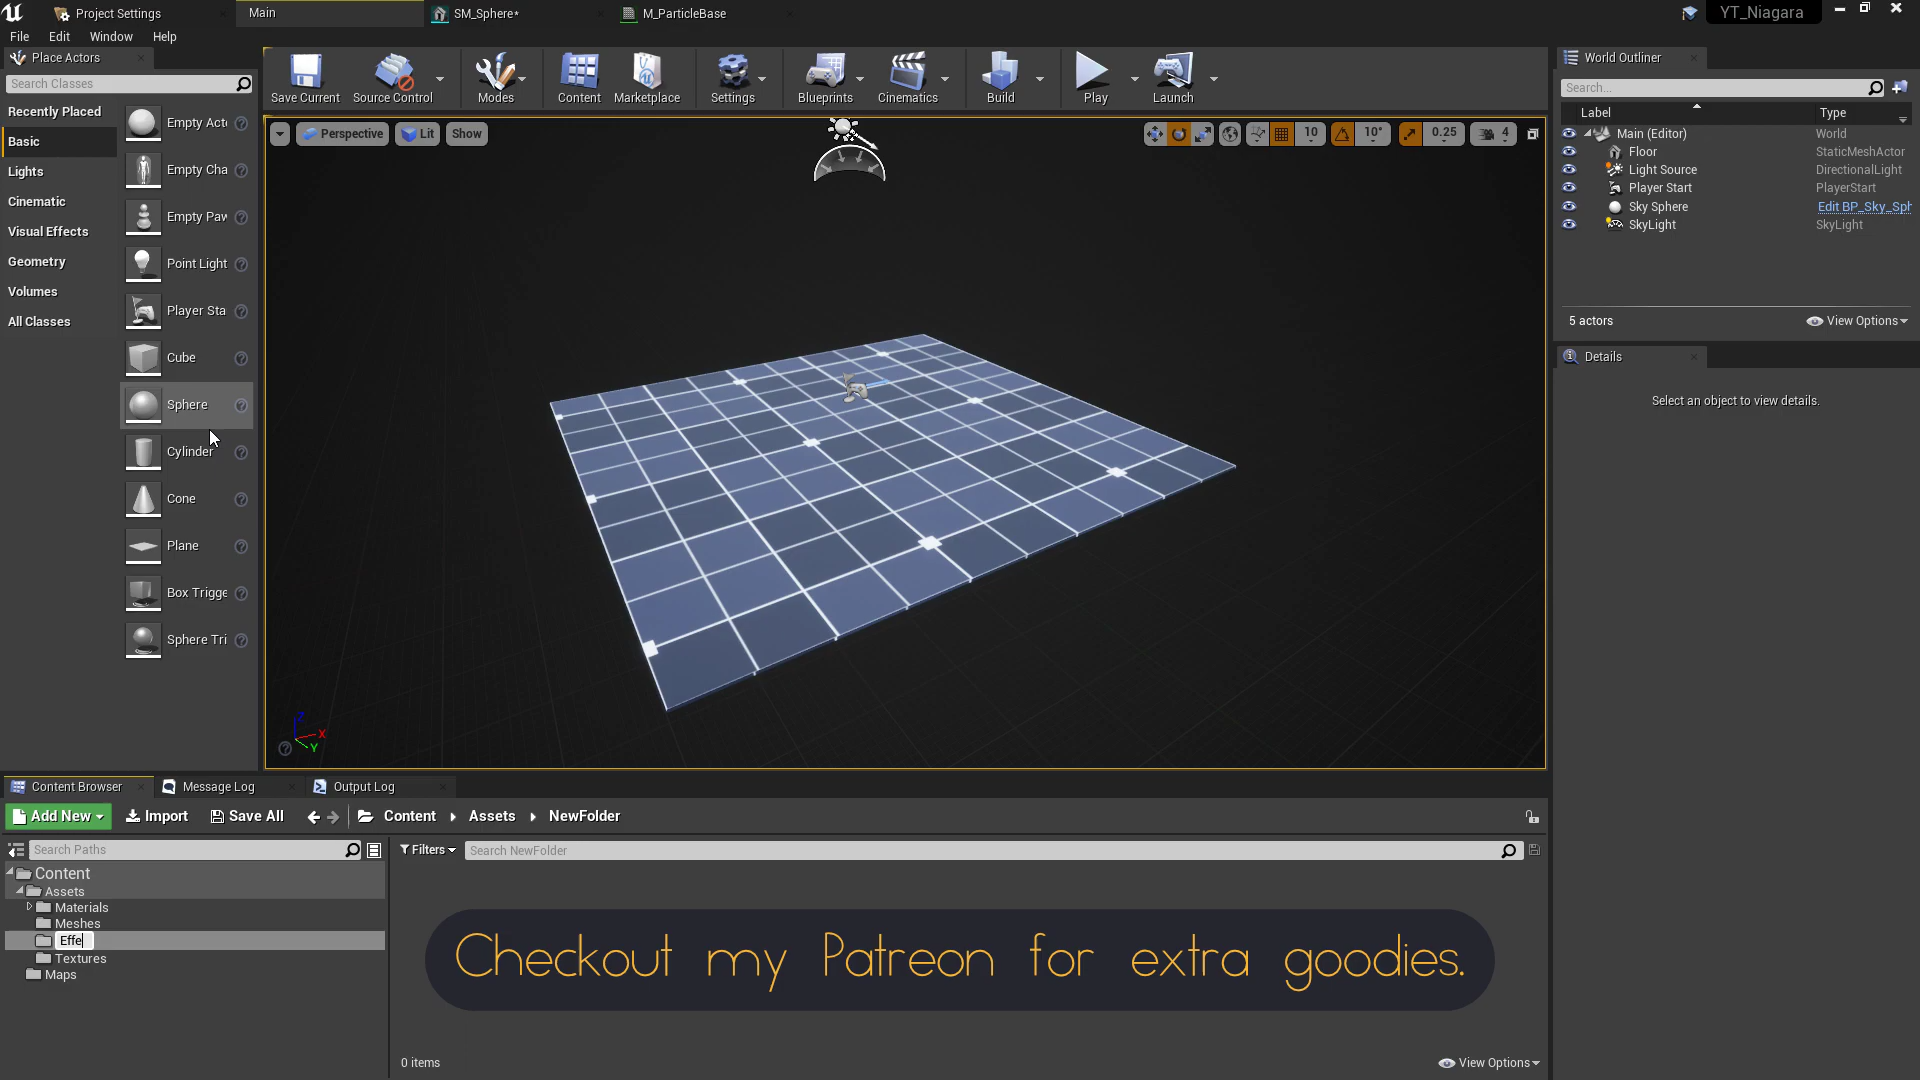 Project Settings
Main
SM_Sphere*
M_ParticleBase
YT_Niagara
File Edit Window Help
Place Actors
Search Classes
Recently Placed
Basic
Lights
Cinematic
Visual Effects
Geometry
Volumes
All Classes
Empty Act
Empty Cha
Empty Paw
Point Light
Player Sta
Cube
Sphere
Cylinder
Cone
Plane
Box Trigge
Sphere Tri
Save Current
Source Control
Modes
Content
Marketplace
Settings
Blueprints
Cinematics
Build
Play
Launch
Perspective
Lit
Show
10
10°
0.25
4
Z
X
Y
World Outliner
Search...
Label Type
Main (Editor) World
Floor StaticMeshActor
Light Source DirectionalLight
Player Start PlayerStart
Sky Sphere Edit BP_Sky_Sph
SkyLight SkyLight
5 actors
View Options
Details
Select an object to view details.
Content Browser
Message Log
Output Log
Add New
Import
Save All
Content
Assets
NewFolder
Search Paths
Filters
Search NewFolder
Content
Assets
Materials
Meshes
Effe
Textures
Maps
Checkout my Patreon for extra goodies.
0 items
View Options